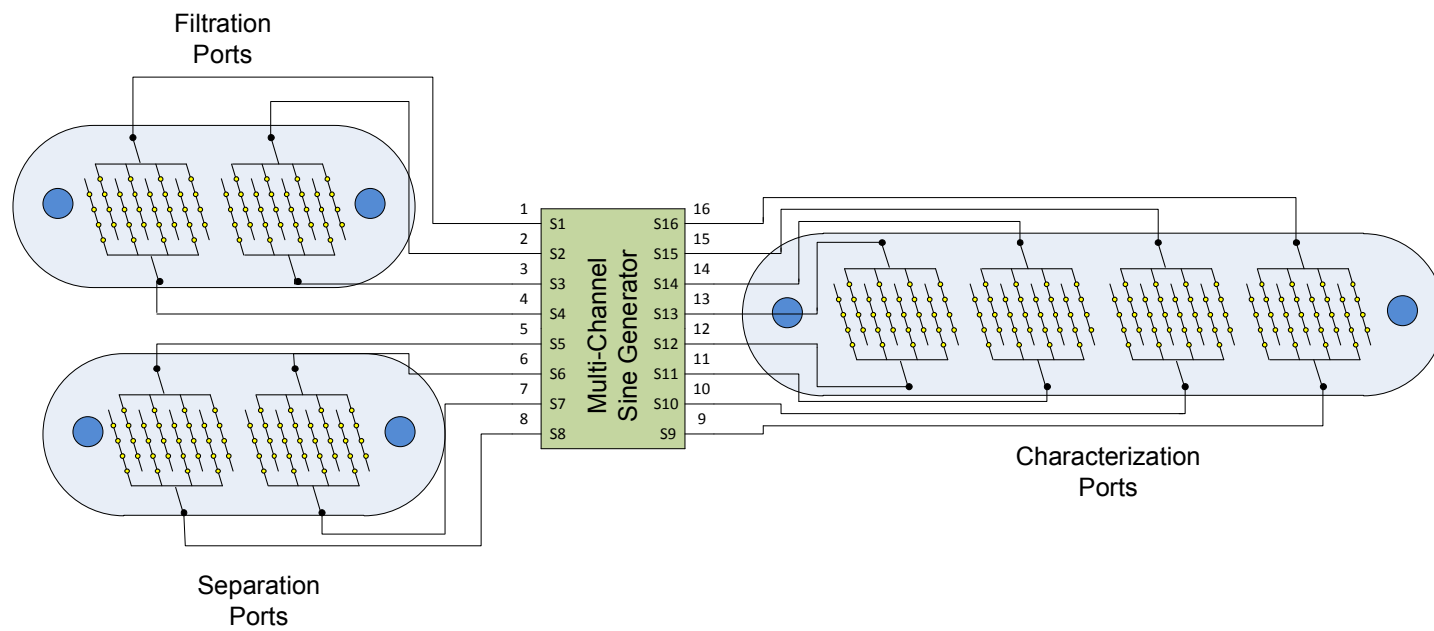 Filtration
Ports
1
S1
2
S2
3
S3
4
S4
5
S5
6
S6
7
S7
8
S8
Multi-Channel
Sine Generator
16
S16
15
S15
14
S14
13
S13
12
S12
11
S11
10
S10
9
S9
Characterization
Ports
Separation
Ports